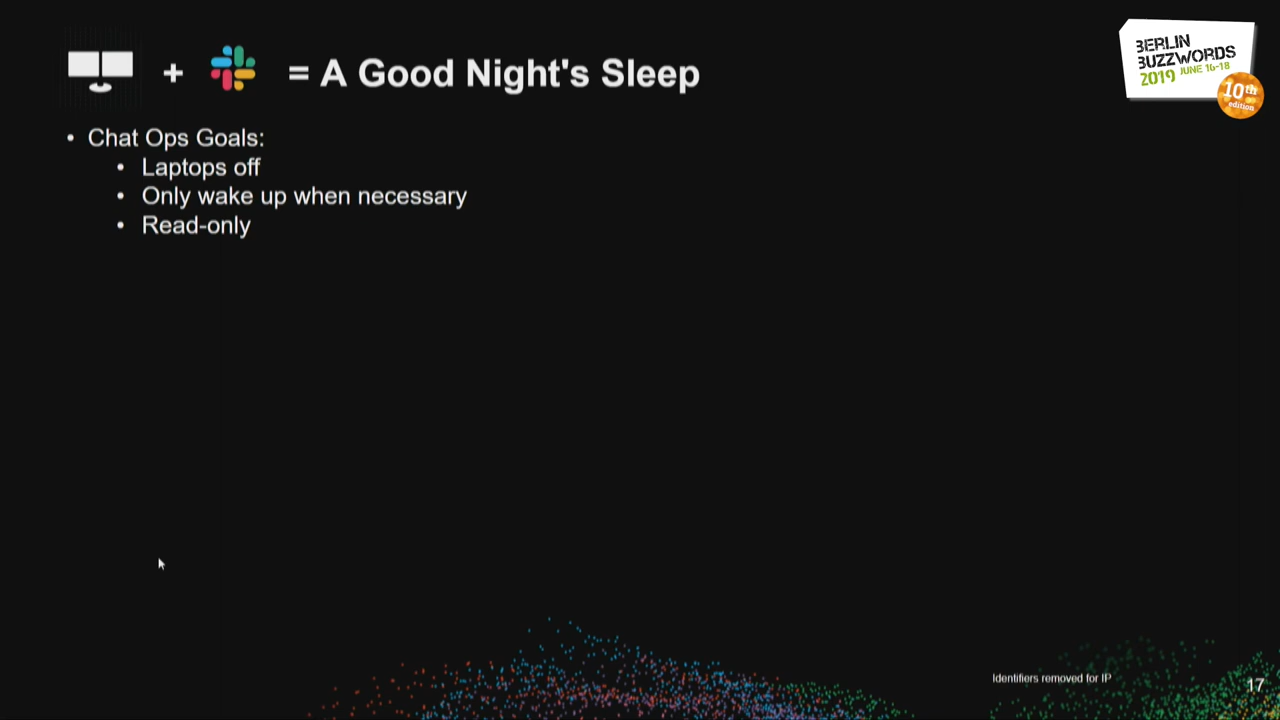 + = A Good Night's Sleep
BERLIN
BUZZWORDS
2019 JUNE 16-18
10th
edition
• Chat Ops Goals:
• Laptops off
• Only wake up when necessary
• Read-only
Identifiers removed for IP
17